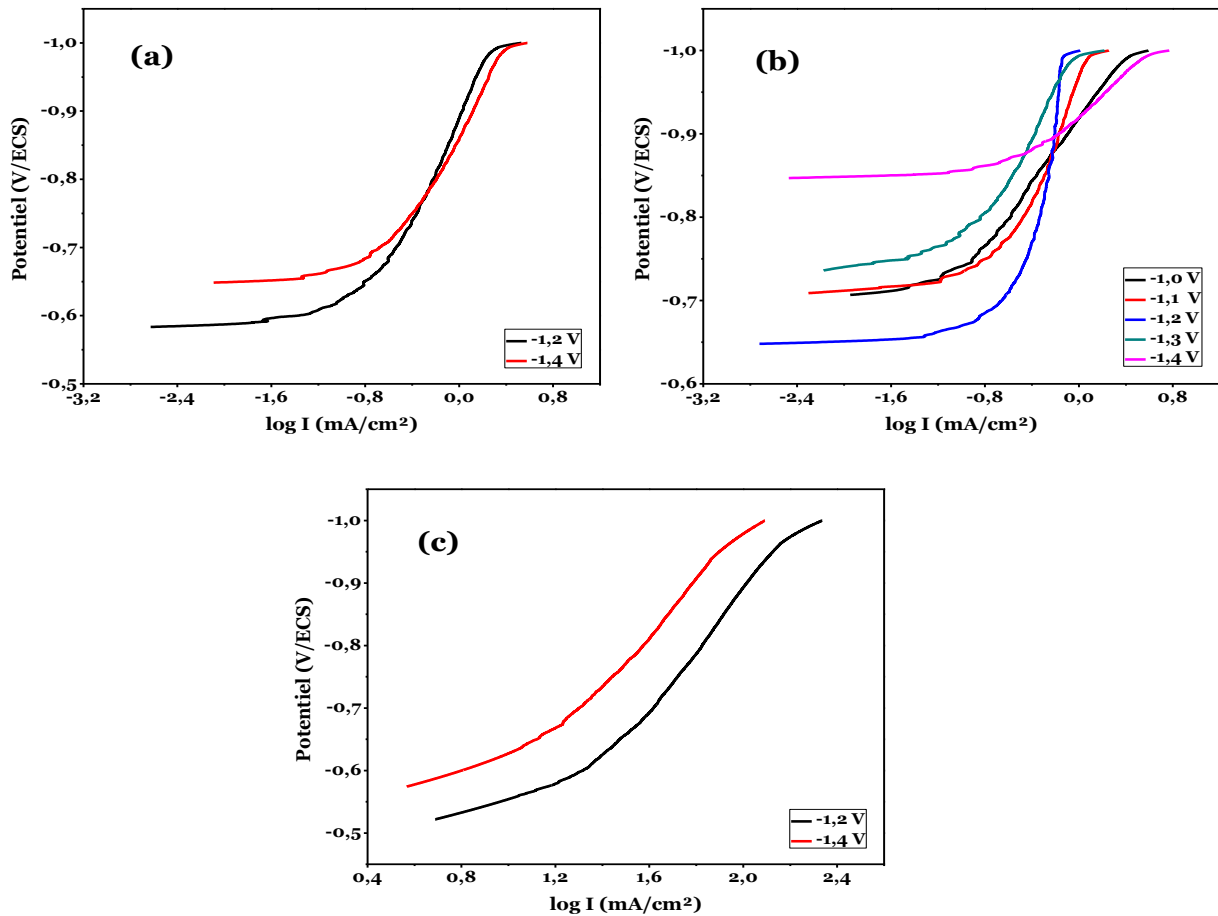 (a)
-1,0
-0,9
-0,8
-0,7
-0,6
-0,5
Potentiel (V/ECS)
-3,2 -2,4 -1,6 -0,8 0,0 0,8
log I (mA/cm²)
-1,2 V
-1,4 V
(b)
-1,0
-0,9
-0,8
-0,7
-0,6
Potentiel (V/ECS)
-3,2 -2,4 -1,6 -0,8 0,0 0,8
log I (mA/cm²)
-1,0 V
-1,1 V
-1,2 V
-1,3 V
-1,4 V
(c)
-1,0
-0,9
-0,8
-0,7
-0,6
-0,5
Potentiel (V/ECS)
0,4 0,8 1,2 1,6 2,0 2,4
log I (mA/cm²)
-1,2 V
-1,4 V